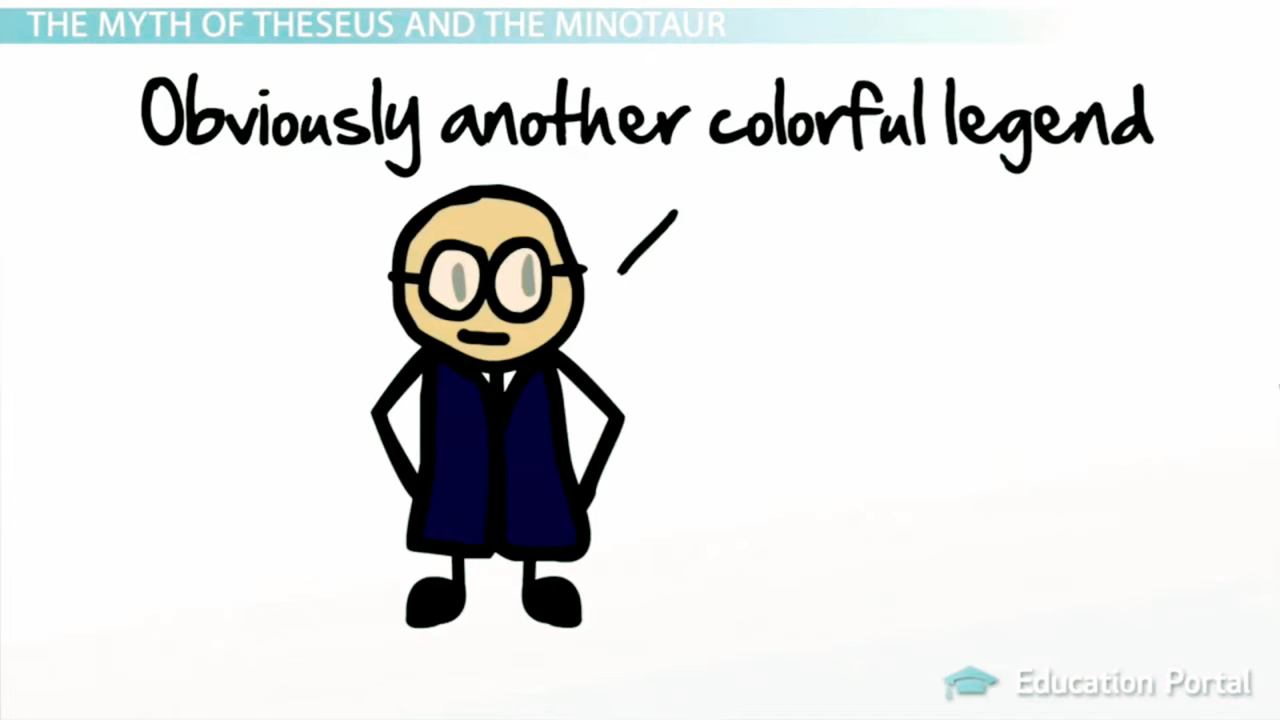 THE MYTH OF THESEUS AND THE MINOTAUR
Obviously another colorful legend
Education Portal